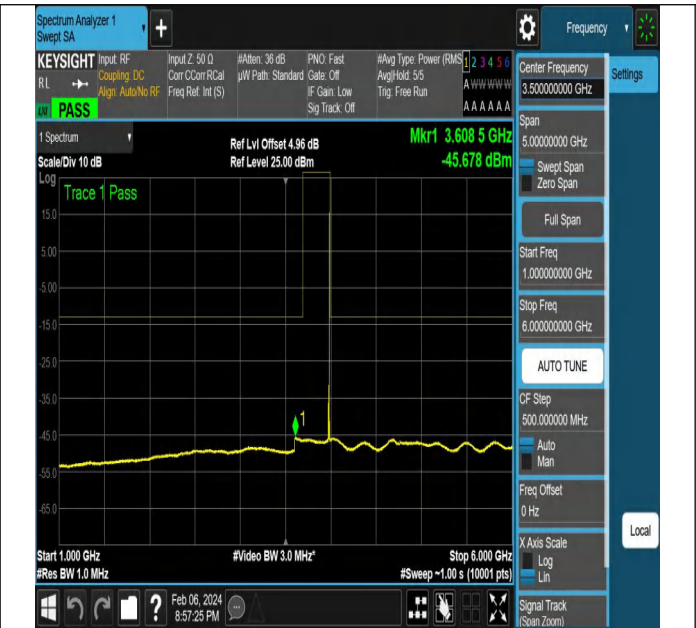 Spectrum Analyzer 1
Swept SA
+
Frequency
KEYSIGHT
RL
LXI
PASS
Input: RF
Coupling: DC
Align: Auto/No RF
Input Z: 50 Ω
Corr CCorr RCal
Freq Ref: Int (S)
#Atten: 36 dB
µW Path: Standard
PNO: Fast
Gate: Off
IF Gain: Low
Sig Track: Off
#Avg Type: Power (RMS
Avg|Hold: 5/5
Trig: Free Run
1 2 3 4 5 6
A W W W W W
A A A A A A
1 Spectrum
Scale/Div 10 dB
Log
Ref Lvl Offset 4.96 dB
Ref Level 25.00 dBm
Mkr1 3.608 5 GHz
-45.678 dBm
Trace 1 Pass
15.0
5.00
-5.00
-15.0
-25.0
-35.0
-45.0
-55.0
-65.0
1
Start 1.000 GHz
#Res BW 1.0 MHz
#Video BW 3.0 MHz*
Stop 6.000 GHz
#Sweep ~1.00 s (10001 pts)
?
Feb 06, 2024
8:57:25 PM
Center Frequency
3.500000000 GHz
Settings
Span
5.00000000 GHz
Swept Span
Zero Span
Full Span
Start Freq
1.000000000 GHz
Stop Freq
6.000000000 GHz
AUTO TUNE
CF Step
500.000000 MHz
Auto
Man
Freq Offset
0 Hz
X Axis Scale
Log
Lin
Local
Signal Track
(Span Zoom)